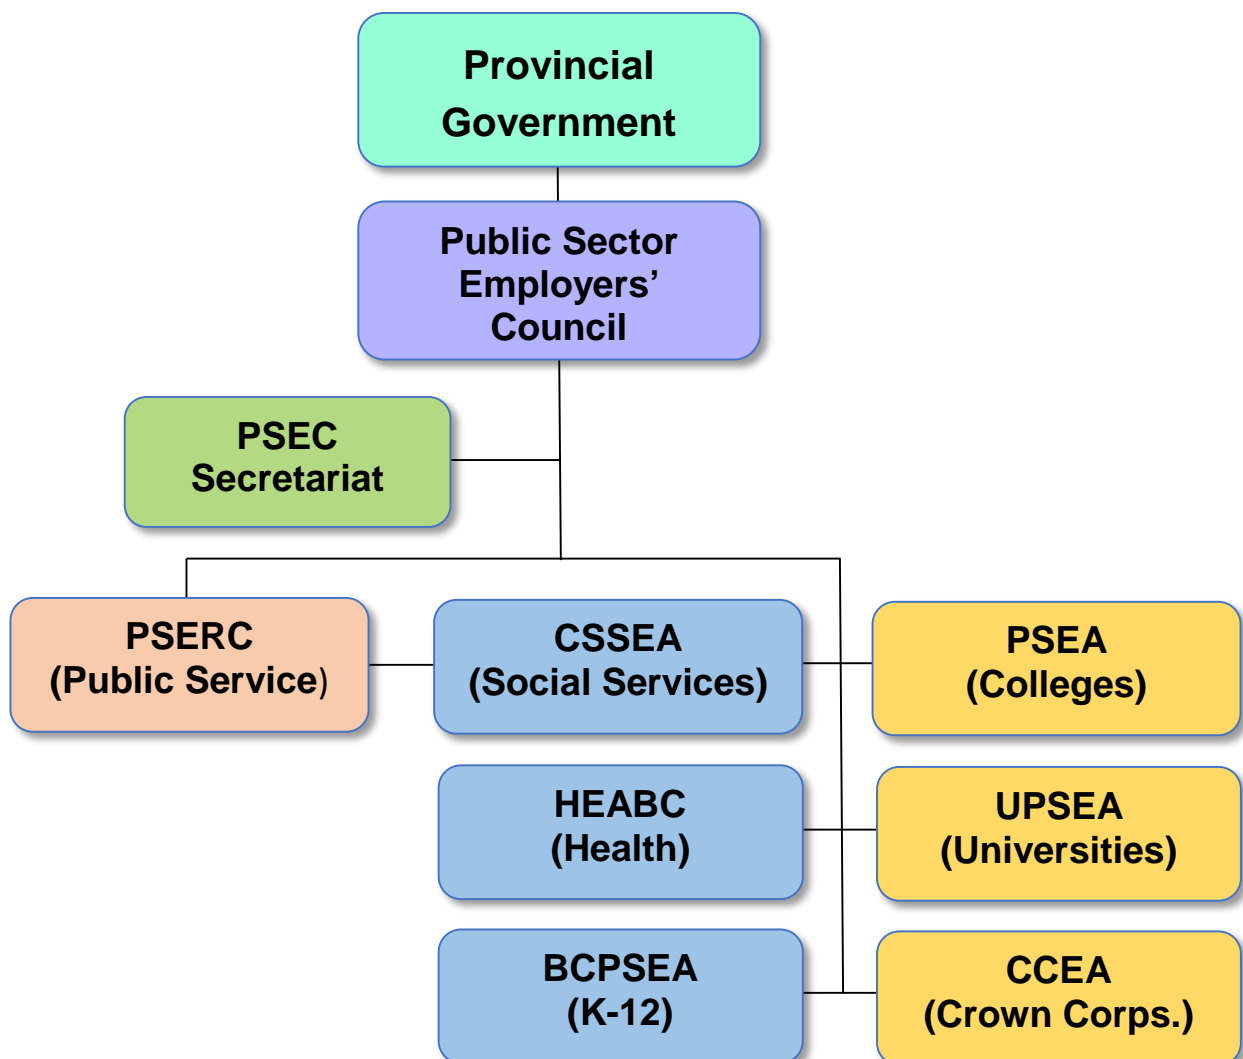 Provincial
Government
Public Sector
Employers’
Council
PSEC
Secretariat
PSERC
(Public Service)
CSSEA
(Social Services)
PSEA
(Colleges)
HEABC
(Health)
UPSEA
(Universities)
BCPSEA
(K-12)
CCEA
(Crown Corps.)